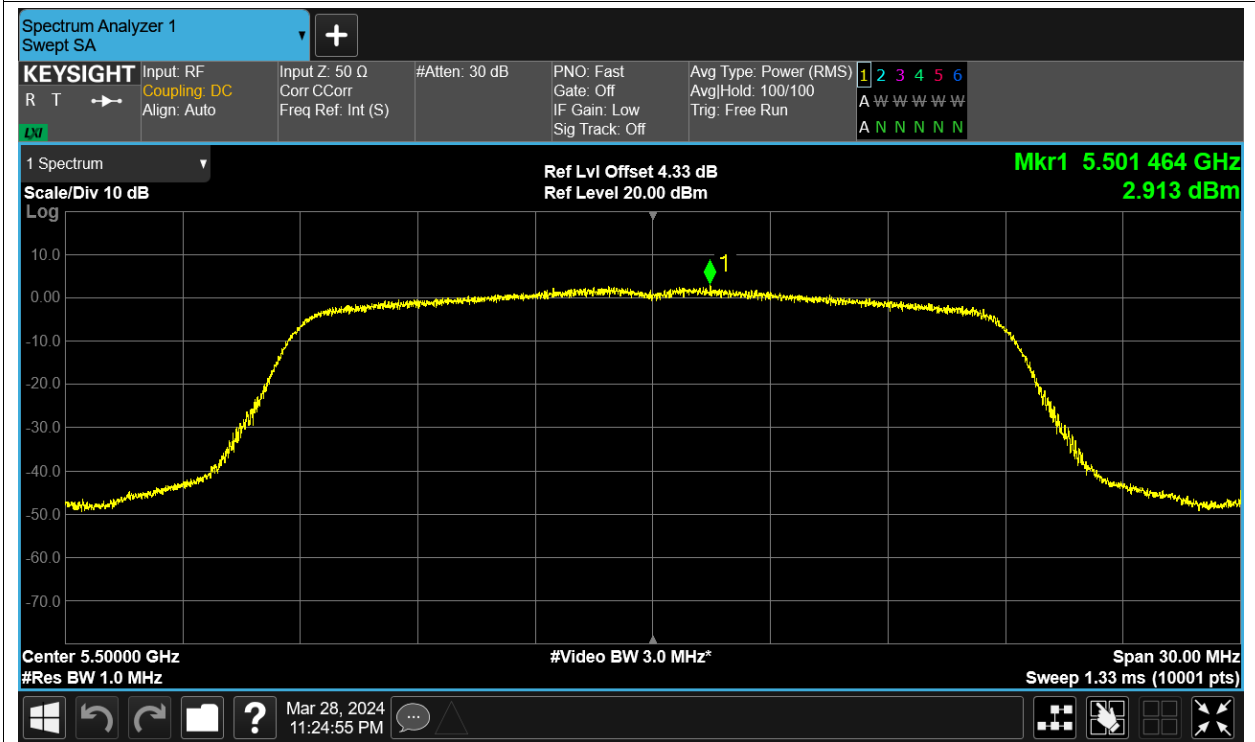 Spectrum Analyzer 1
Swept SA
KEYSIGHT
R T
LXI
Input: RF
Coupling: DC
Align: Auto
Input Z: 50 Ω
Corr CCorr
Freq Ref: Int (S)
#Atten: 30 dB
PNO: Fast
Gate: Off
IF Gain: Low
Sig Track: Off
Avg Type: Power (RMS)
Avg|Hold: 100/100
Trig: Free Run
1 2 3 4 5 6
A W W W W W
A N N N N N
1 Spectrum
Scale/Div 10 dB
Log
Ref Lvl Offset 4.33 dB
Ref Level 20.00 dBm
Mkr1 5.501 464 GHz
2.913 dBm
1
10.0
0.00
-10.0
-20.0
-30.0
-40.0
-50.0
-60.0
-70.0
Center 5.50000 GHz
#Res BW 1.0 MHz
#Video BW 3.0 MHz*
Span 30.00 MHz
Sweep 1.33 ms (10001 pts)
?
Mar 28, 2024
11:24:55 PM